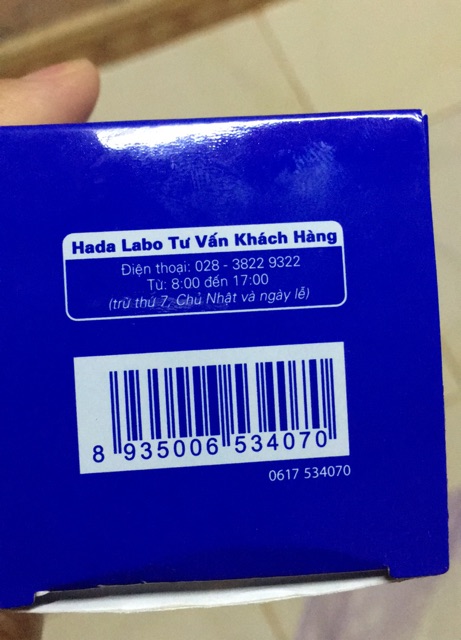 Hada Labo Tư Vấn Khách Hàng
Điện thoại: 028 - 3822 9322
Từ: 8:00 đến 17:00
(trừ thứ 7, Chủ Nhật và ngày lễ)
8 935006 534070
0617 534070